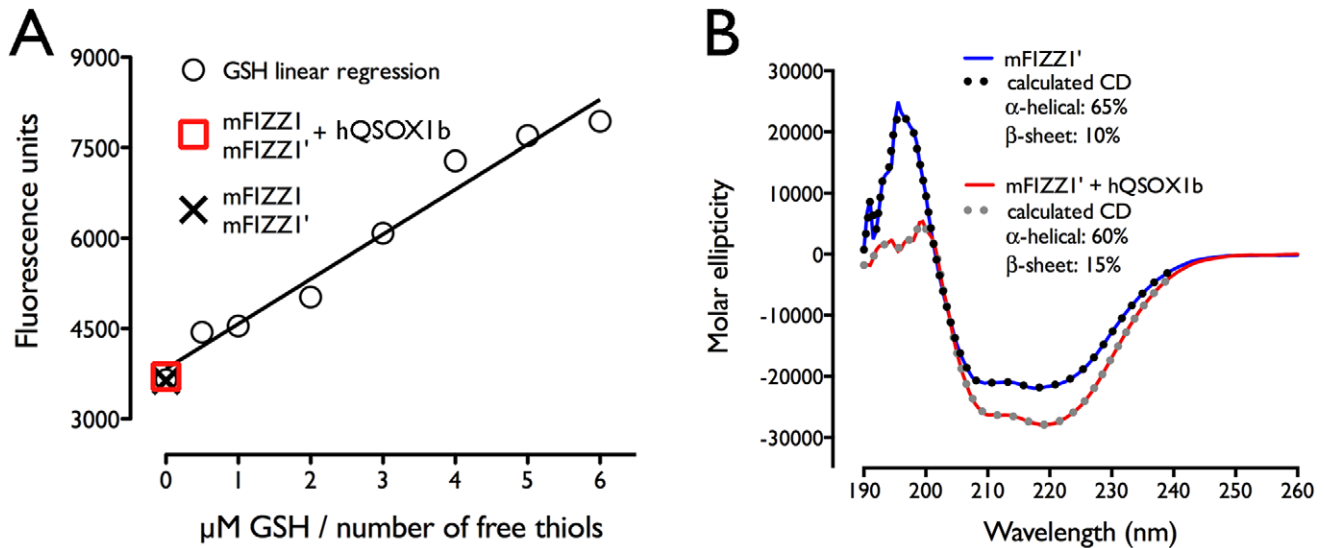 A
9000
7500
6000
4500
3000
Fluorescence units
GSH linear regression
mFIZZ1
mFIZZ1' + hQSOX1b
mFIZZ1
mFIZZ1'
0 1 2 3 4 5 6
µM GSH / number of free thiols
B
30000
20000
10000
0
-10000
-20000
-30000
Molar ellipticity
mFIZZ1'
calculated CD
α-helical: 65%
β-sheet: 10%
mFIZZ1' + hQSOX1b
calculated CD
α-helical: 60%
β-sheet: 15%
190 200 210 220 230 240 250 260
Wavelength (nm)